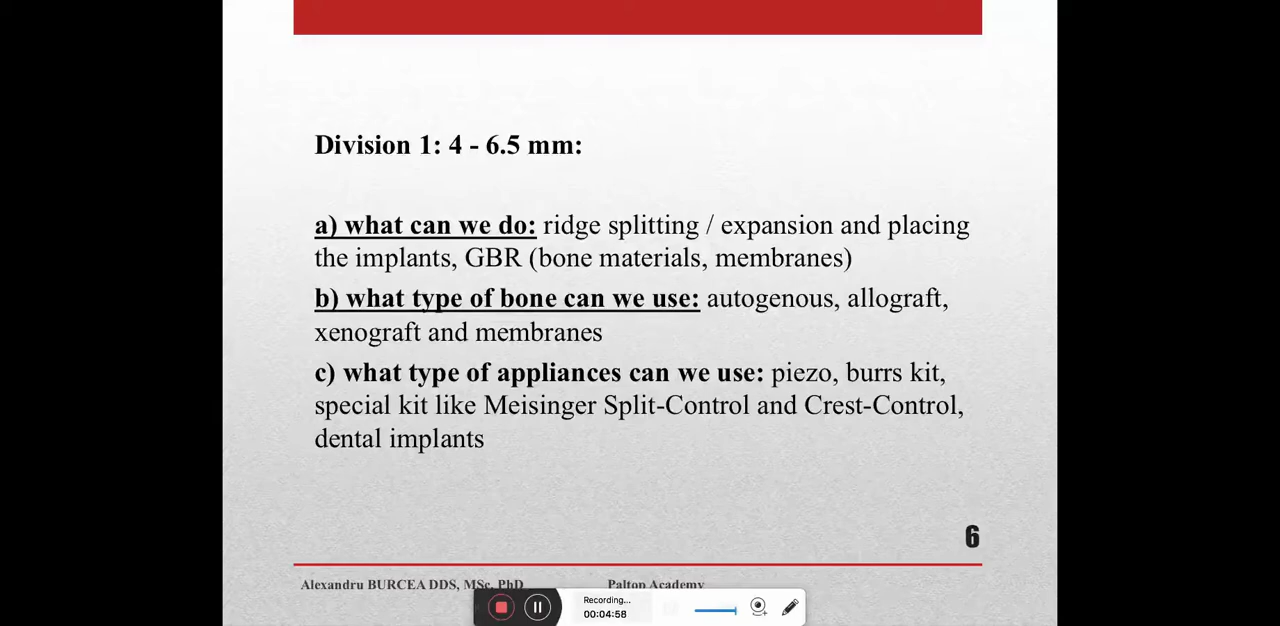 Division 1: 4 - 6.5 mm:
a) what can we do: ridge splitting / expansion and placing
the implants, GBR (bone materials, membranes)
b) what type of bone can we use: autogenous, allograft,
xenograft and membranes
c) what type of appliances can we use: piezo, burrs kit,
special kit like Meisinger Split-Control and Crest-Control,
dental implants
6
Alexandru BURCEA DDS, MSc, PhD
Palton Academy
Recording...
00:04:58